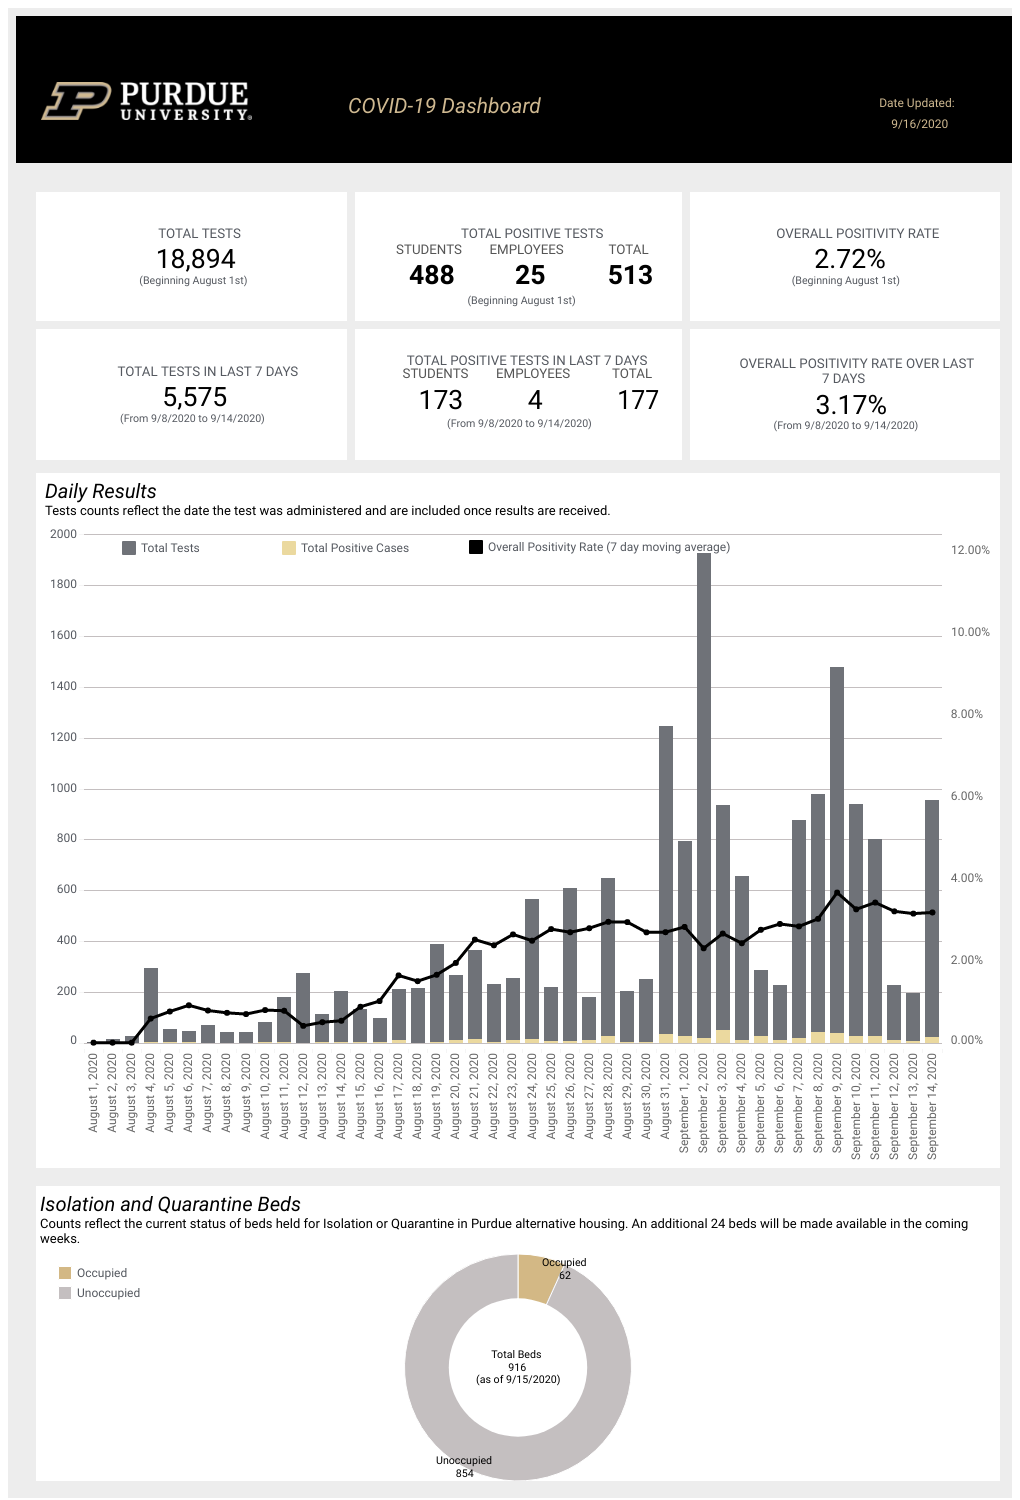 PURDUE
UNIVERSITY®
COVID-19 Dashboard
Date Updated:
9/16/2020
TOTAL TESTS
18,894
(Beginning August 1st)
TOTAL POSITIVE TESTS
STUDENTS EMPLOYEES TOTAL
488 25 513
(Beginning August 1st)
OVERALL POSITIVITY RATE
2.72%
(Beginning August 1st)
TOTAL TESTS IN LAST 7 DAYS
5,575
(From 9/8/2020 to 9/14/2020)
TOTAL POSITIVE TESTS IN LAST 7 DAYS
STUDENTS EMPLOYEES TOTAL
173 4 177
(From 9/8/2020 to 9/14/2020)
OVERALL POSITIVITY RATE OVER LAST
7 DAYS
3.17%
(From 9/8/2020 to 9/14/2020)
Daily Results
Tests counts reflect the date the test was administered and are included once results are received.
Total Tests Total Positive Cases Overall Positivity Rate (7 day moving average)
2000
1800
1600
1400
1200
1000
800
600
400
200
0
12.00%
10.00%
8.00%
6.00%
4.00%
2.00%
0.00%
August 1, 2020
August 2, 2020
August 3, 2020
August 4, 2020
August 5, 2020
August 6, 2020
August 7, 2020
August 8, 2020
August 9, 2020
August 10, 2020
August 11, 2020
August 12, 2020
August 13, 2020
August 14, 2020
August 15, 2020
August 16, 2020
August 17, 2020
August 18, 2020
August 19, 2020
August 20, 2020
August 21, 2020
August 22, 2020
August 23, 2020
August 24, 2020
August 25, 2020
August 26, 2020
August 27, 2020
August 28, 2020
August 29, 2020
August 30, 2020
August 31, 2020
September 1, 2020
September 2, 2020
September 3, 2020
September 4, 2020
September 5, 2020
September 6, 2020
September 7, 2020
September 8, 2020
September 9, 2020
September 10, 2020
September 11, 2020
September 12, 2020
September 13, 2020
September 14, 2020
Isolation and Quarantine Beds
Counts reflect the current status of beds held for Isolation or Quarantine in Purdue alternative housing. An additional 24 beds will be made available in the coming
weeks.
Occupied
Unoccupied
Occupied
62
Total Beds
916
(as of 9/15/2020)
Unoccupied
854